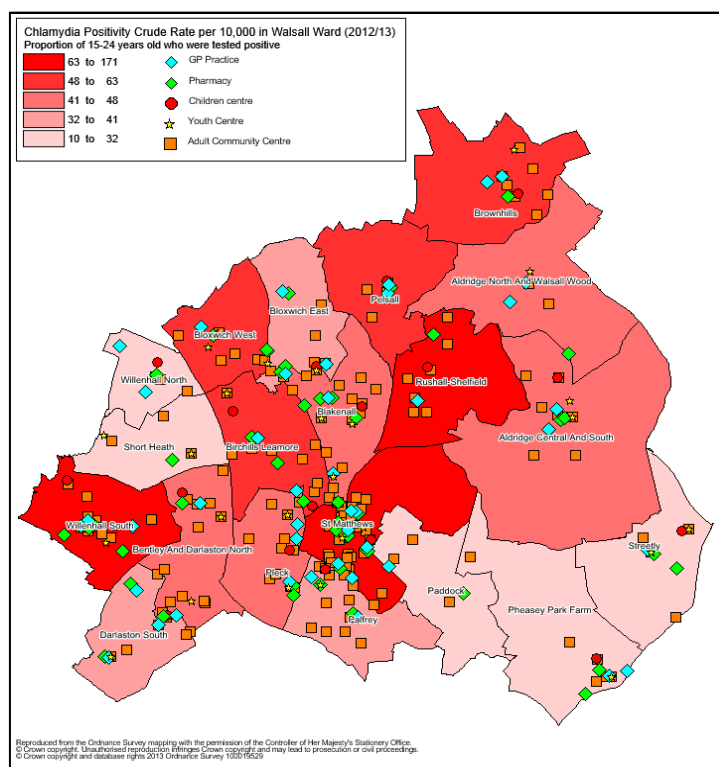 Chlamydia Positivity Crude Rate per 10,000 in Walsall Ward (2012/13)
Proportion of 15-24 years old who were tested positive
63 to 171
48 to 63
41 to 48
32 to 41
10 to 32
GP Practice
Pharmacy
Children centre
Youth Centre
Adult Community Centre
Brownhills
Aldridge North And Walsall Wood
Pelsall
Bloxwich East
Bloxwich West
Willenhall North
Rushall-Shelfield
Blakenall
Short Heath
Birchills Leamore
Aldridge Central And South
Willenhall South
St Matthews
Bentley And Darlaston North
Streetly
Pleck
Paddock
Pheasey Park Farm
Palfrey
Darlaston South
Reproduced from the Ordnance Survey mapping with the permission of the Controller of Her Majesty's Stationery Office.
© Crown copyright. Unauthorised reproduction infringes Crown copyright and may lead to prosecution or civil proceedings.
© Crown copyright and database rights 2013 Ordnance Survey 100019529